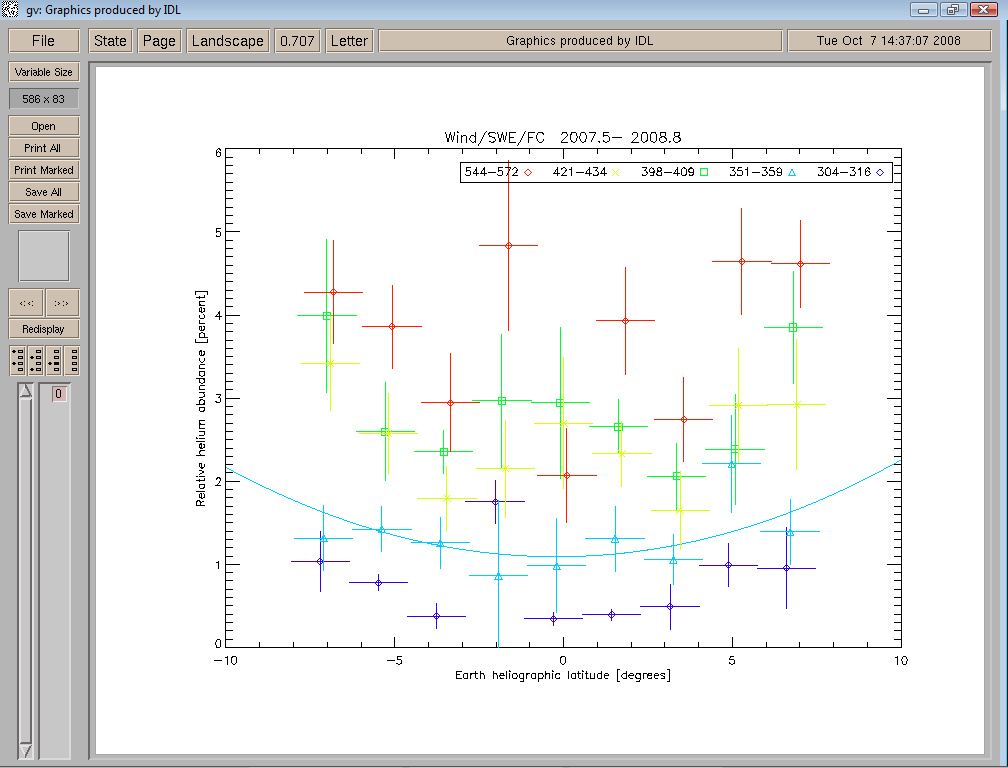 gv: Graphics produced by IDL
File State Page Landscape 0.707 Letter Graphics produced by IDL Tue Oct 7 14:37:07 2008
Variable Size
586 x 83
Open
Print All
Print Marked
Save All
Save Marked
<< >>
Redisplay
0
Wind/SWE/FC 2007.5- 2008.8
544-572 421-434 398-409 351-359 304-316
Relative helium abundance [percent]
6
5
4
3
2
1
0
-10 -5 0 5 10
Earth heliographic latitude [degrees]